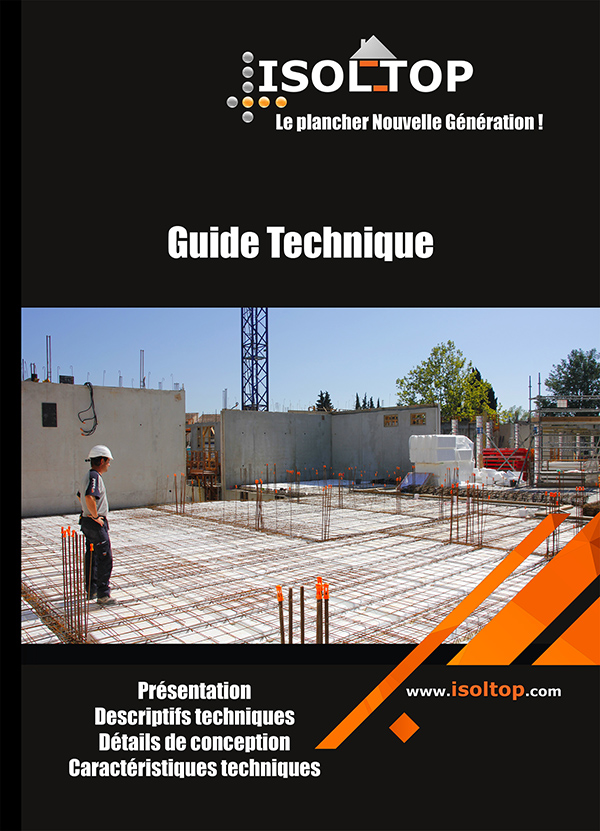 ISOLTOP
Le plancher Nouvelle Génération !
Guide Technique
Présentation
Descriptifs techniques
Détails de conception
Caractéristiques techniques
www.isoltop.com